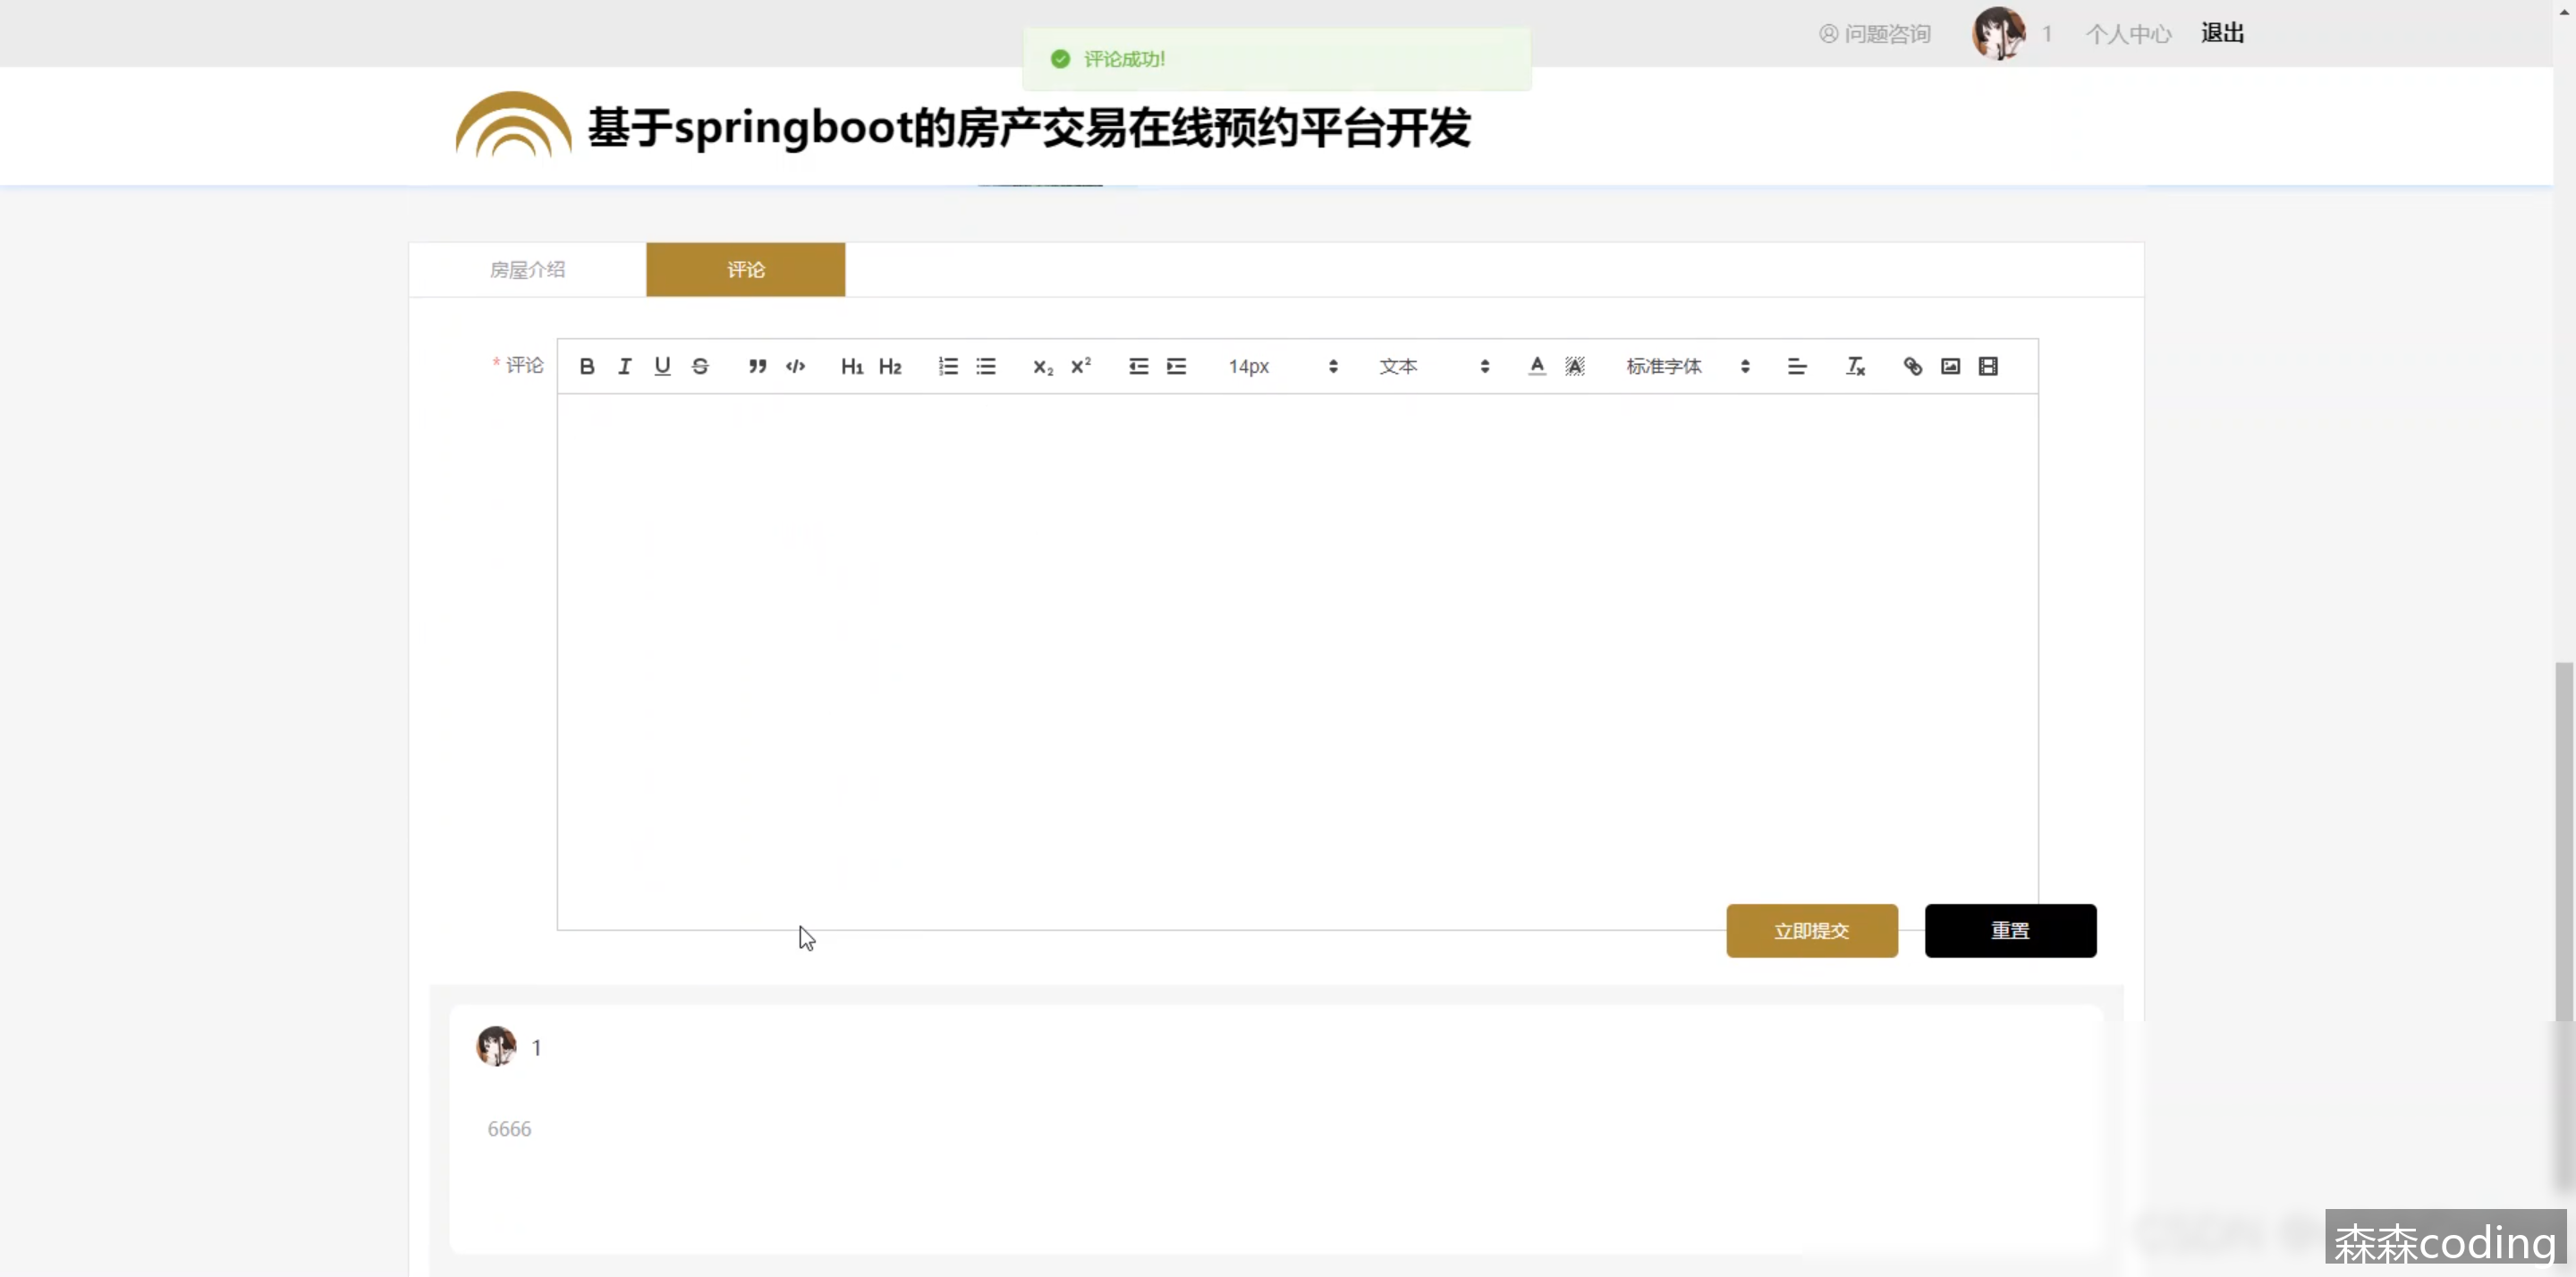 问题咨询 1 个人中心 退出
评论成功!
基于springboot的房产交易在线预约平台开发
房屋介绍 评论
* 评论 B I U S H1 H2 x2 x2 14px 文本 A A 标准字体
立即提交 重置
1
6666
森森coding